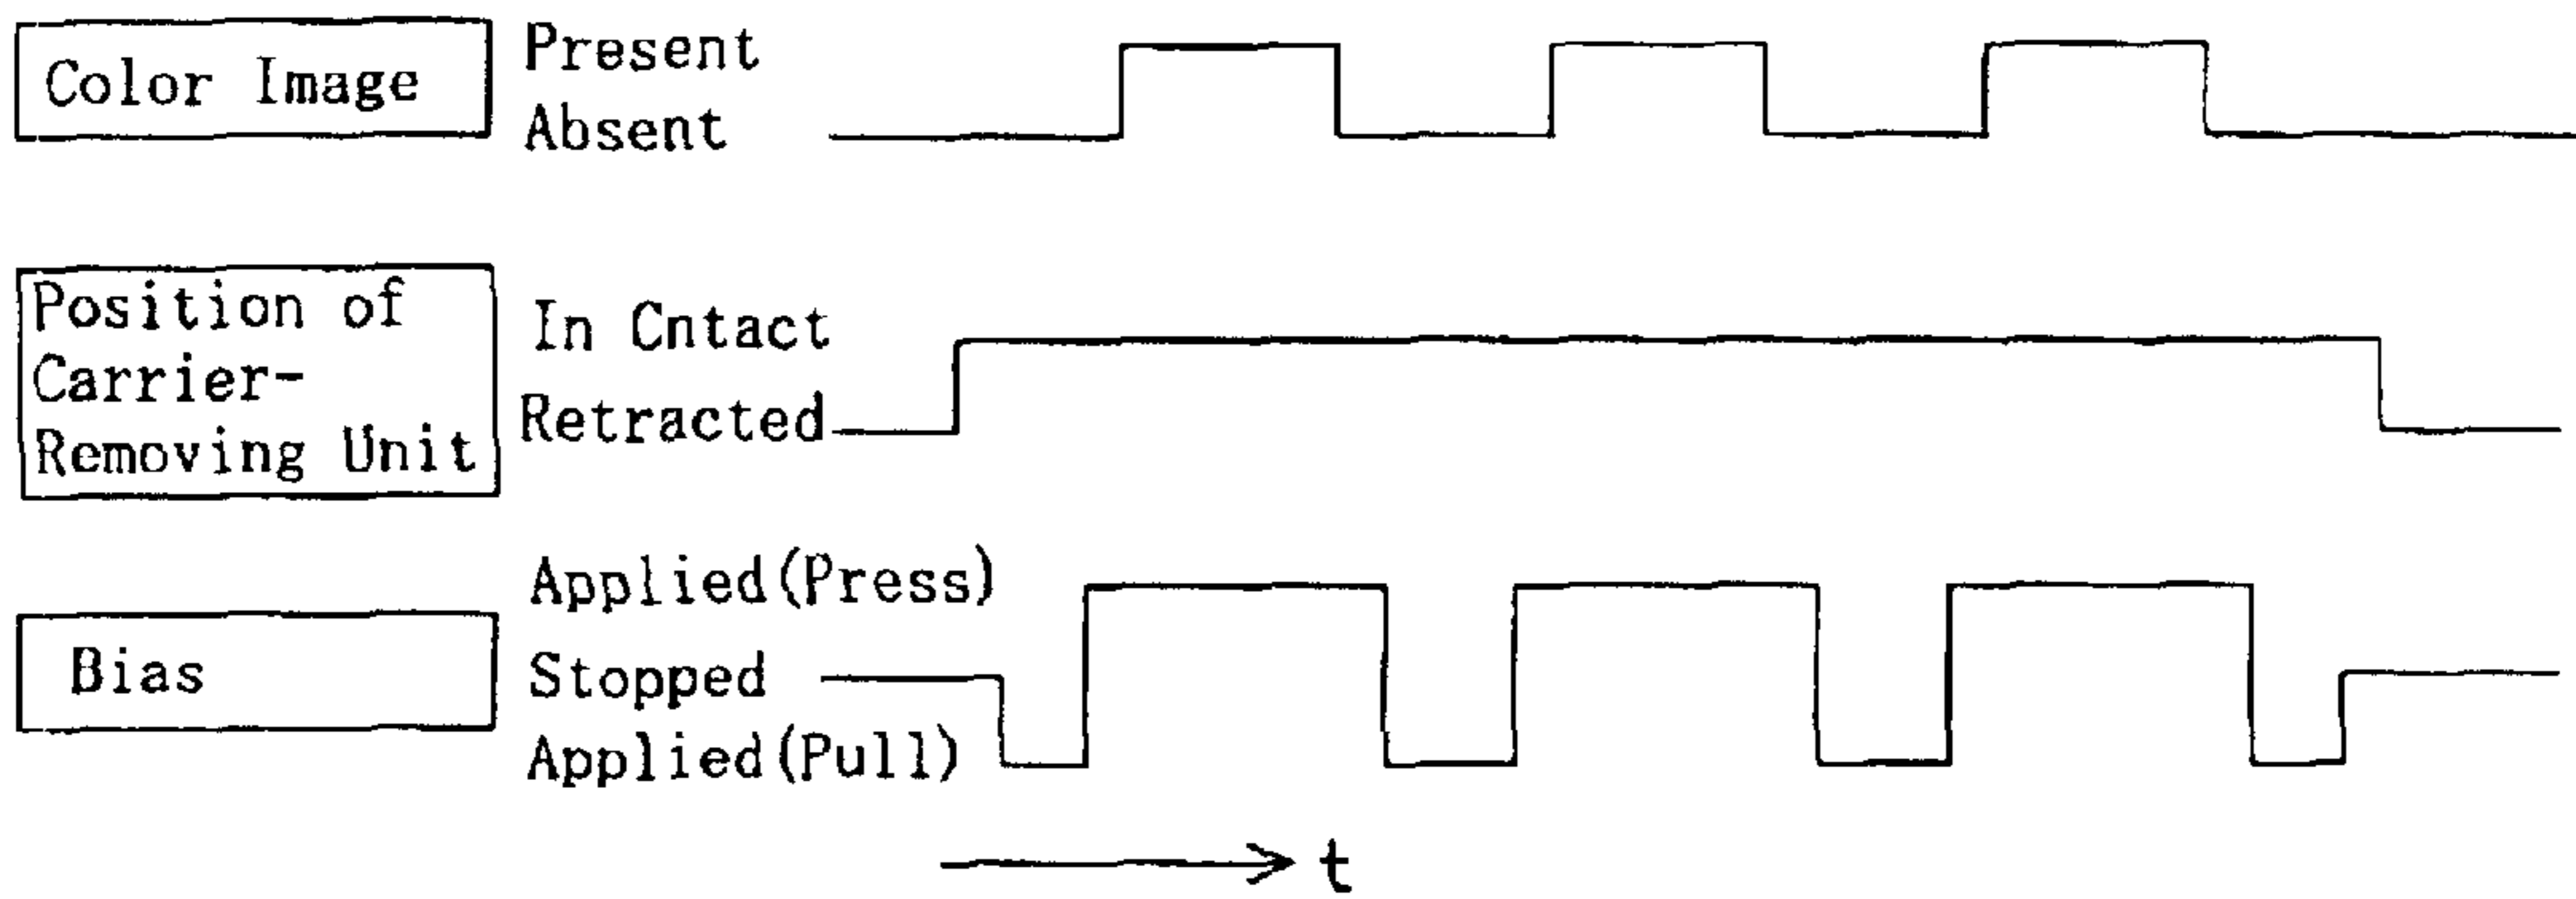 Color Image
Present
Absent
Position of
Carrier-
Removing Unit
In Cntact
Retracted
Bias
Applied(Press)
Stopped
Applied(Pull)
t